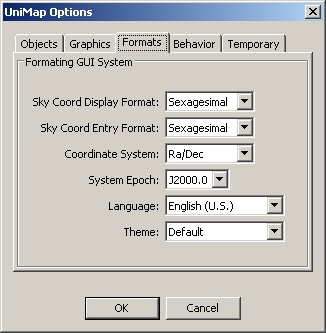 UniMap Options
Objects Graphics Formats Behavior Temporary
Formating GUI System
Sky Coord Display Format: Sexagesimal
Sky Coord Entry Format: Sexagesimal
Coordinate System: Ra/Dec
System Epoch: J2000.0
Language: English (U.S.)
Theme: Default
OK Cancel